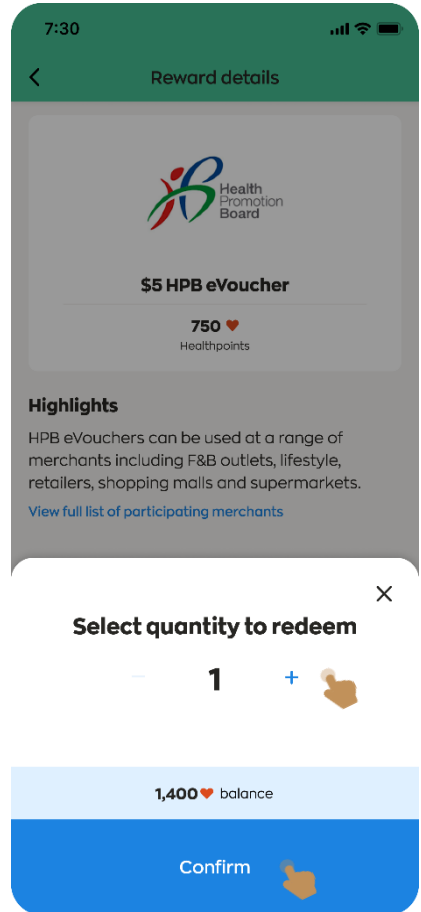 7:30
Reward details
Health
Promotion
Board
$5 HPB eVoucher
750
Healthpoints
Highlights
HPB eVouchers can be used at a range of
merchants including F&B outlets, lifestyle,
retailers, shopping malls and supermarkets.
View full list of participating merchants
Select quantity to redeem
− 1 +
1,400 balance
Confirm